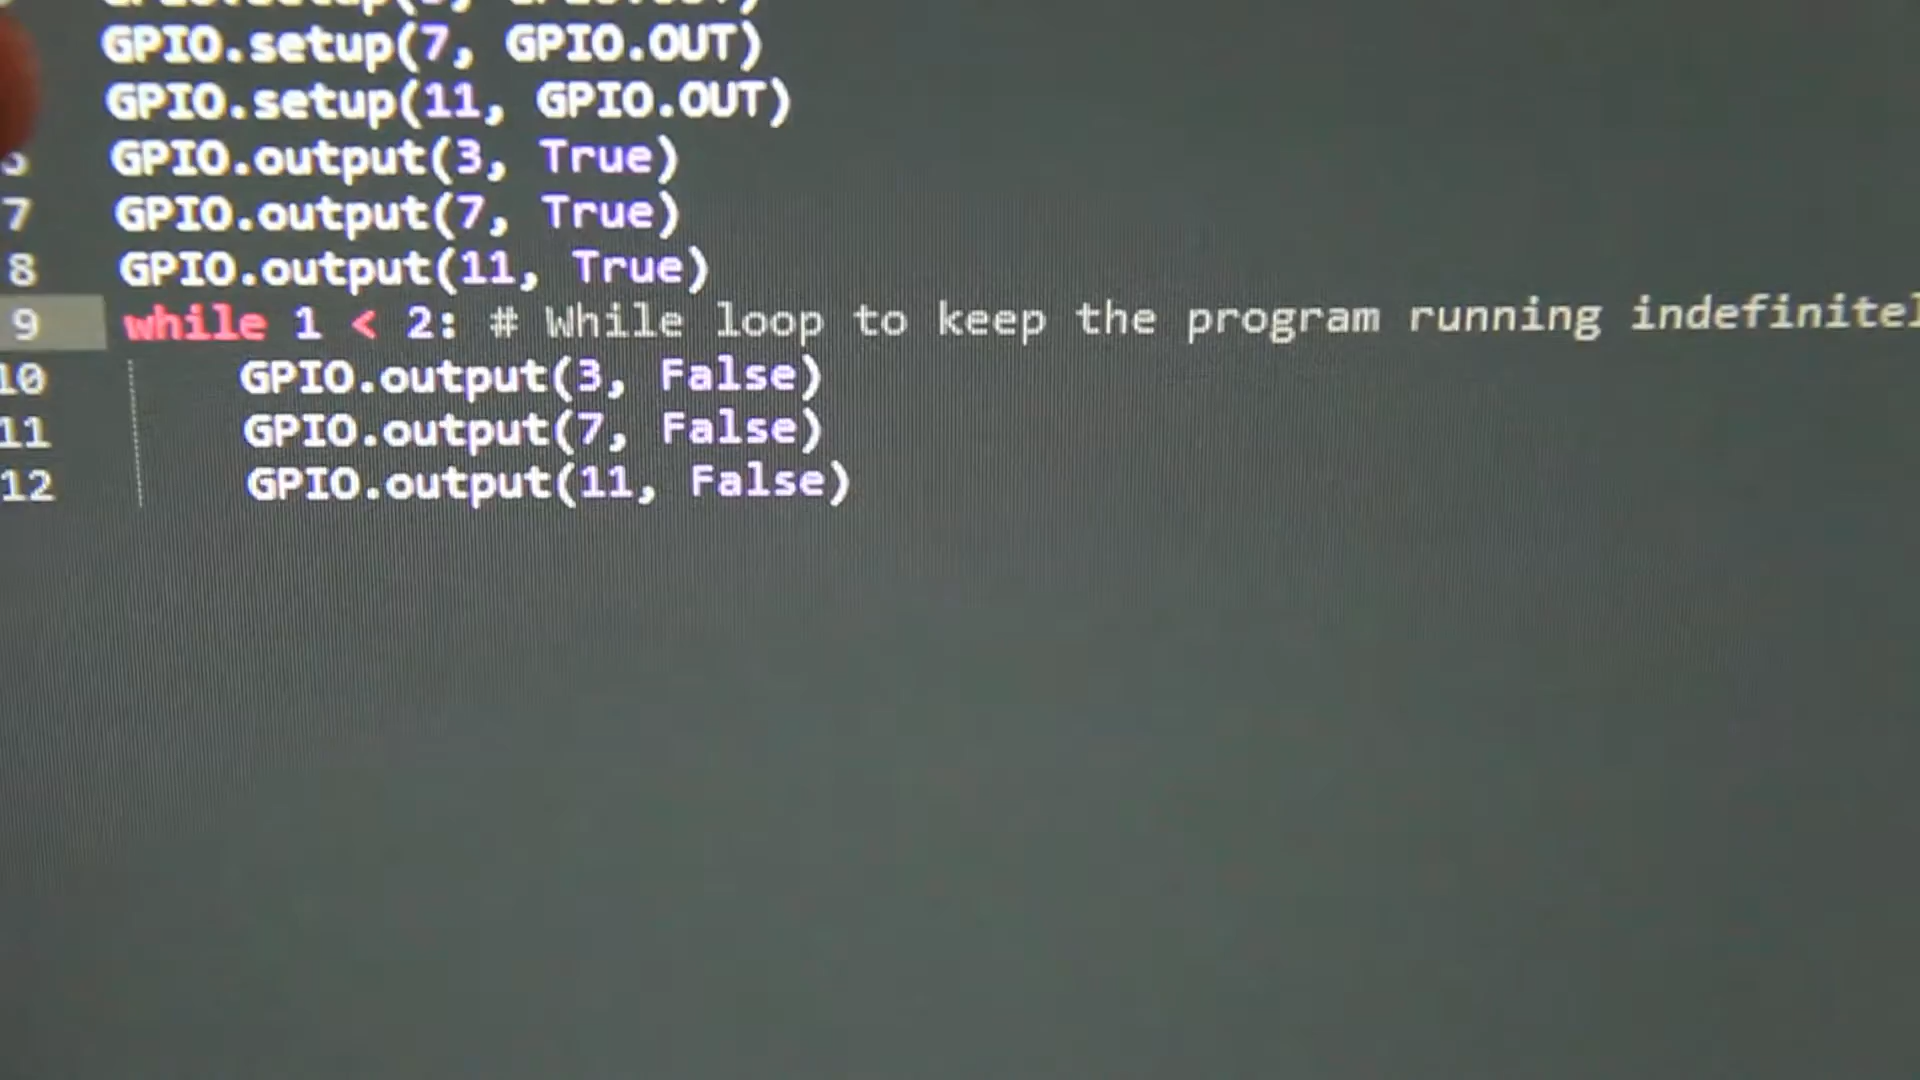 GPIO.setup(7, GPIO.OUT)
GPIO.setup(11, GPIO.OUT)
GPIO.output(3, True)
7 GPIO.output(7, True)
8 GPIO.output(11, True)
9 while 1 < 2: # While loop to keep the program running indefinitel
10 GPIO.output(3, False)
11 GPIO.output(7, False)
12 GPIO.output(11, False)